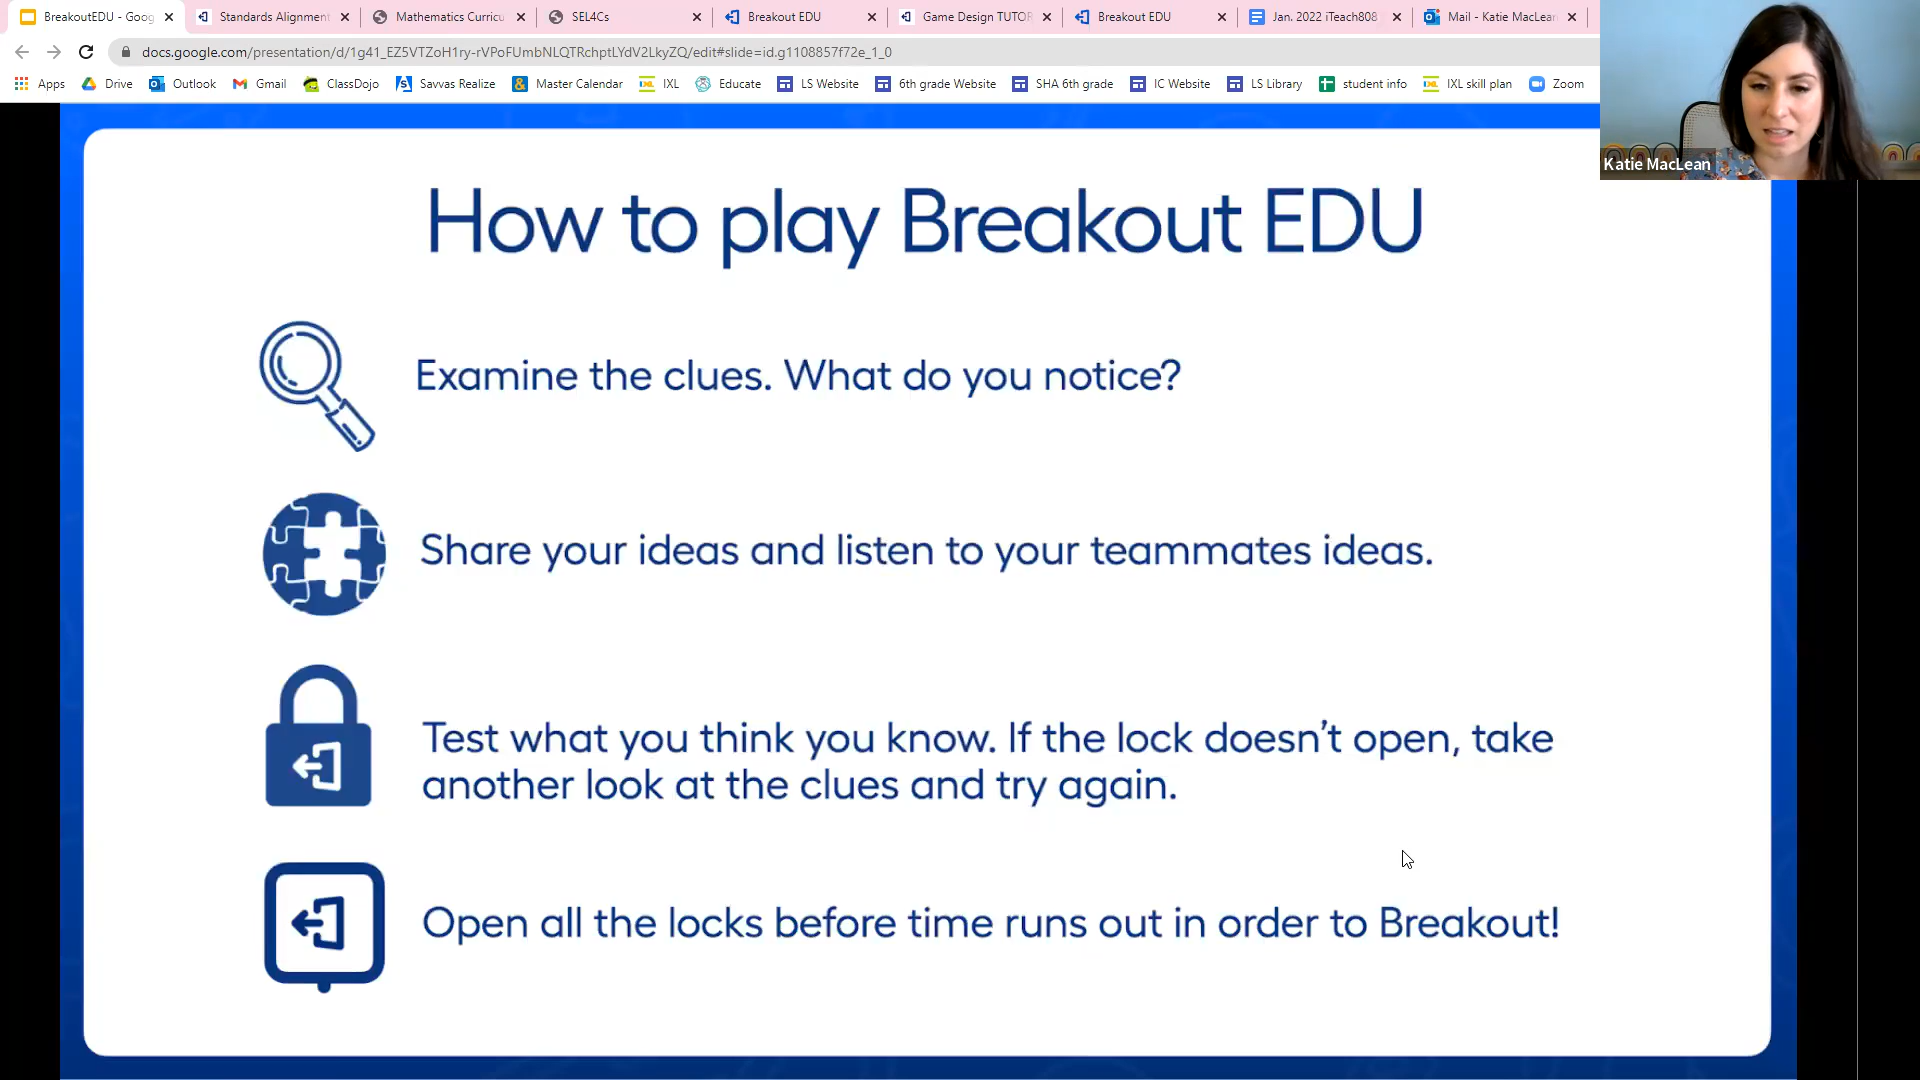 BreakoutEDU - Goog
Standards Alignment
Mathematics Curricu
SEL4Cs
Breakout EDU
Game Design TUTOR
Breakout EDU
Jan. 2022 iTeach808
Mail - Katie MacLean
docs.google.com/presentation/d/1g41_EZ5VTZoH1ry-rVPoFUmbNLQTRchptLYdV2LkyZQ/edit#slide=id.g1108857f72e_1_0
Apps
Drive
Outlook
Gmail
ClassDojo
Savvas Realize
Master Calendar
IXL
Educate
LS Website
6th grade Website
SHA 6th grade
IC Website
LS Library
student info
IXL skill plan
Zoom
Katie MacLean
How to play Breakout EDU
Examine the clues. What do you notice?
Share your ideas and listen to your teammates ideas.
Test what you think you know. If the lock doesn't open, take
another look at the clues and try again.
Open all the locks before time runs out in order to Breakout!